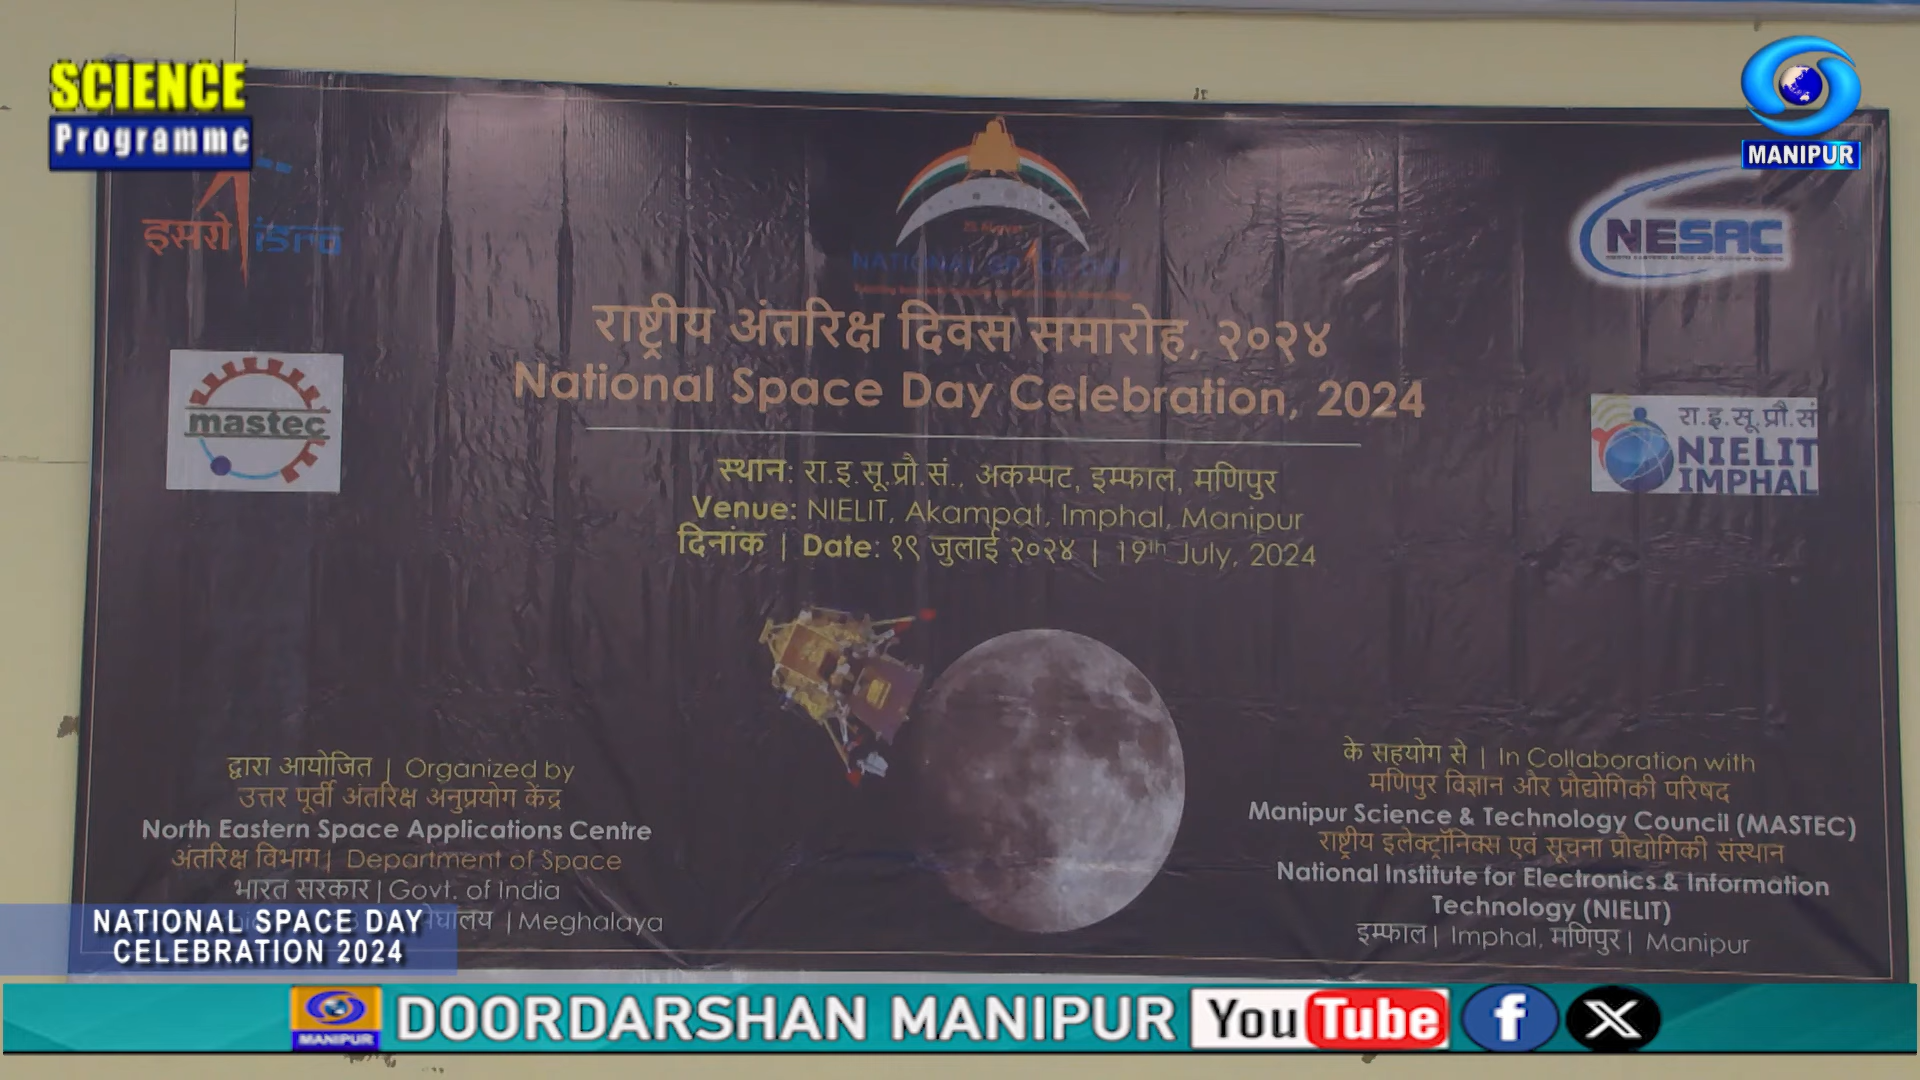 SCIENCE
Programme
MANIPUR
इसरो isro
NESAC
mastec
राष्ट्रीय अंतरिक्ष दिवस समारोह, २०२४
National Space Day Celebration, 2024
रा.इ.सू.प्रौ.सं
NIELIT
IMPHAL
स्थान: रा.इ.सू.प्रौ.सं., अकम्पट, इम्फाल, मणिपुर
Venue: NIELIT, Akampat, Imphal, Manipur
दिनांक | Date: १९ जुलाई २०२४ | 19th July, 2024
द्वारा आयोजित | Organized by
उत्तर पूर्वी अंतरिक्ष अनुप्रयोग केंद्र
North Eastern Space Applications Centre
अंतरिक्ष विभाग| Department of Space
भारत सरकार | Govt. of India
| Meghalaya
के सहयोग से | In Collaboration with
मणिपुर विज्ञान और प्रौद्योगिकी परिषद
Manipur Science & Technology Council (MASTEC)
राष्ट्रीय इलेक्ट्रॉनिक्स एवं सूचना प्रौद्योगिकी संस्थान
National Institute for Electronics & Information
Technology (NIELIT)
इम्फाल| Imphal, मणिपुर| Manipur
NATIONAL SPACE DAY
CELEBRATION 2024
MANIPUR
DOORDARSHAN MANIPUR YouTube f X